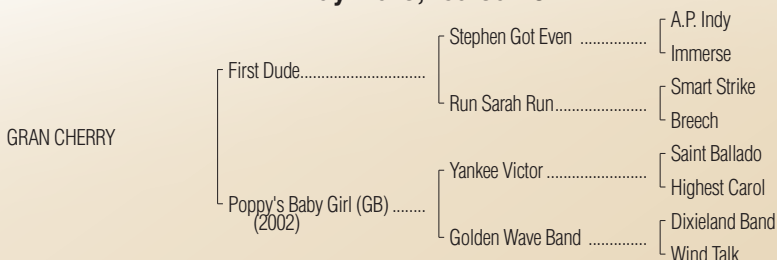 A.P. Indy
Stephen Got Even ..............
Immerse
First Dude..............................
Smart Strike
Run Sarah Run......................
Breech
GRAN CHERRY
Saint Ballado
Yankee Victor ........................
Highest Carol
Poppy's Baby Girl (GB) ........
(2002)
Dixieland Band
Golden Wave Band ..............
Wind Talk